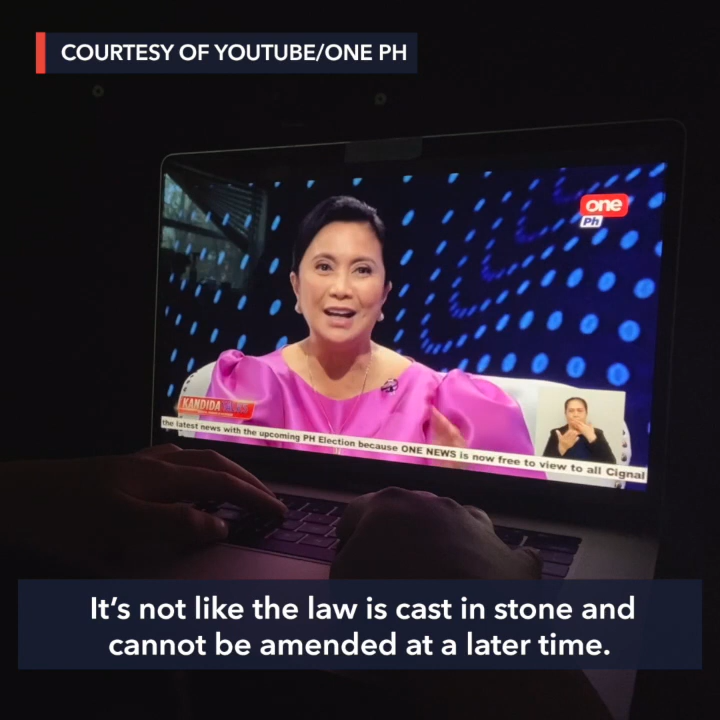 COURTESY OF YOUTUBE/ONE PH
one
Ph
KANDIDA
the latest news with the upcoming PH Election because ONE NEWS is now free to view to all Cignal
It's not like the law is cast in stone and
cannot be amended at a later time.